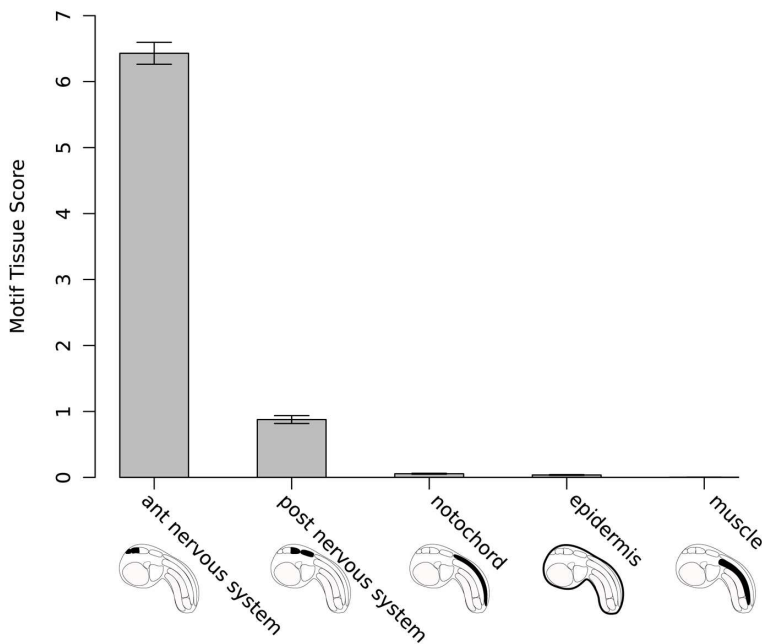 7
6
5
4
3
2
1
0
Motif Tissue Score
ant nervous system
post nervous system
notochord
epidermis
muscle